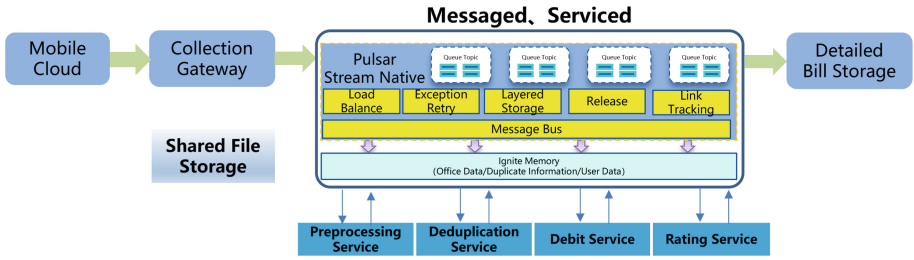 Messaged、Serviced
Mobile
Cloud
Collection
Gateway
Pulsar
Stream Native
Queue Topic
Queue Topic
Queue Topic
Queue Topic
Load
Balance
Exception
Retry
Layered
Storage
Release
Link
Tracking
Message Bus
Detailed
Bill Storage
Shared File
Storage
Ignite Memory
(Office Data/Duplicate Information/User Data)
Preprocessing
Service
Deduplication
Service
Debit Service
Rating Service